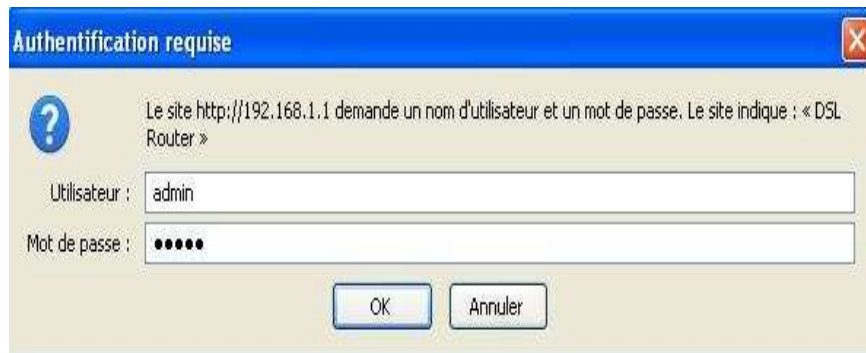 Authentification requise
Le site http://192.168.1.1 demande un nom d'utilisateur et un mot de passe. Le site indique : « DSL
Router »
Utilisateur : admin
Mot de passe : •••••
OK Annuler